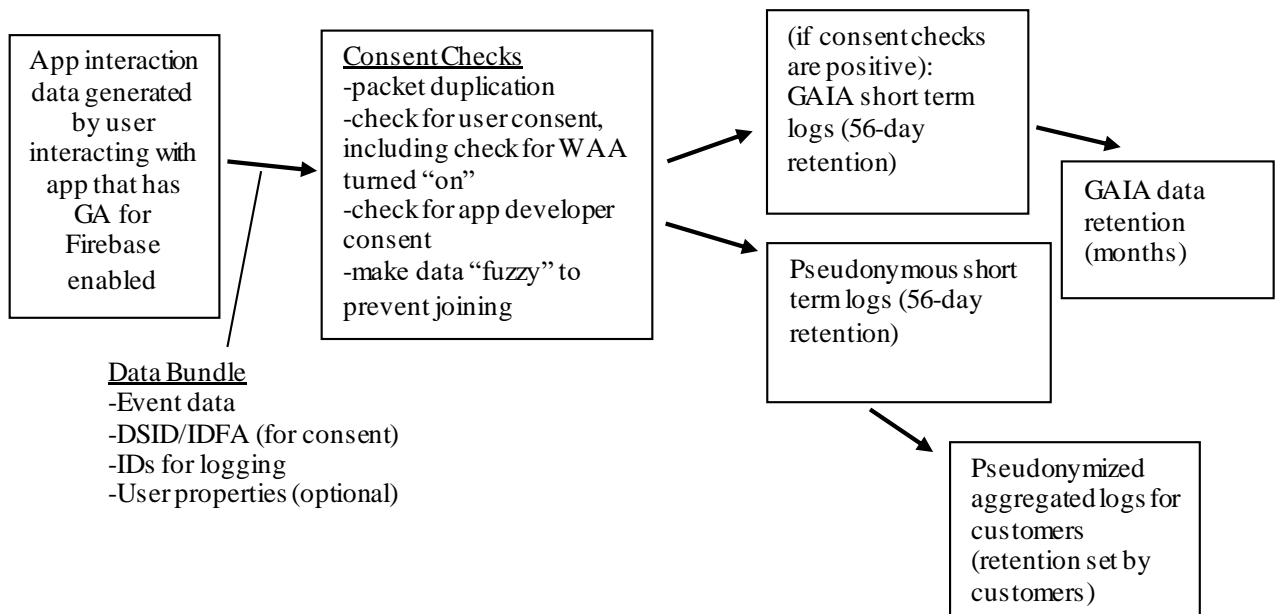 App interaction
data generated
by user
interacting with
app that has
GA for
Firebase
enabled
Consent Checks
-packet duplication
-check for user consent,
including check for WAA
turned “on”
-check for app developer
consent
-make data “fuzzy” to
prevent joining
(if consent checks
are positive):
GAIA short term
logs (56-day
retention)
GAIA data
retention
(months)
Pseudonymous short
term logs (56-day
retention)
Data Bundle
-Event data
-DSID/IDFA (for consent)
-IDs for logging
-User properties (optional)
Pseudonymized
aggregated logs for
customers
(retention set by
customers)